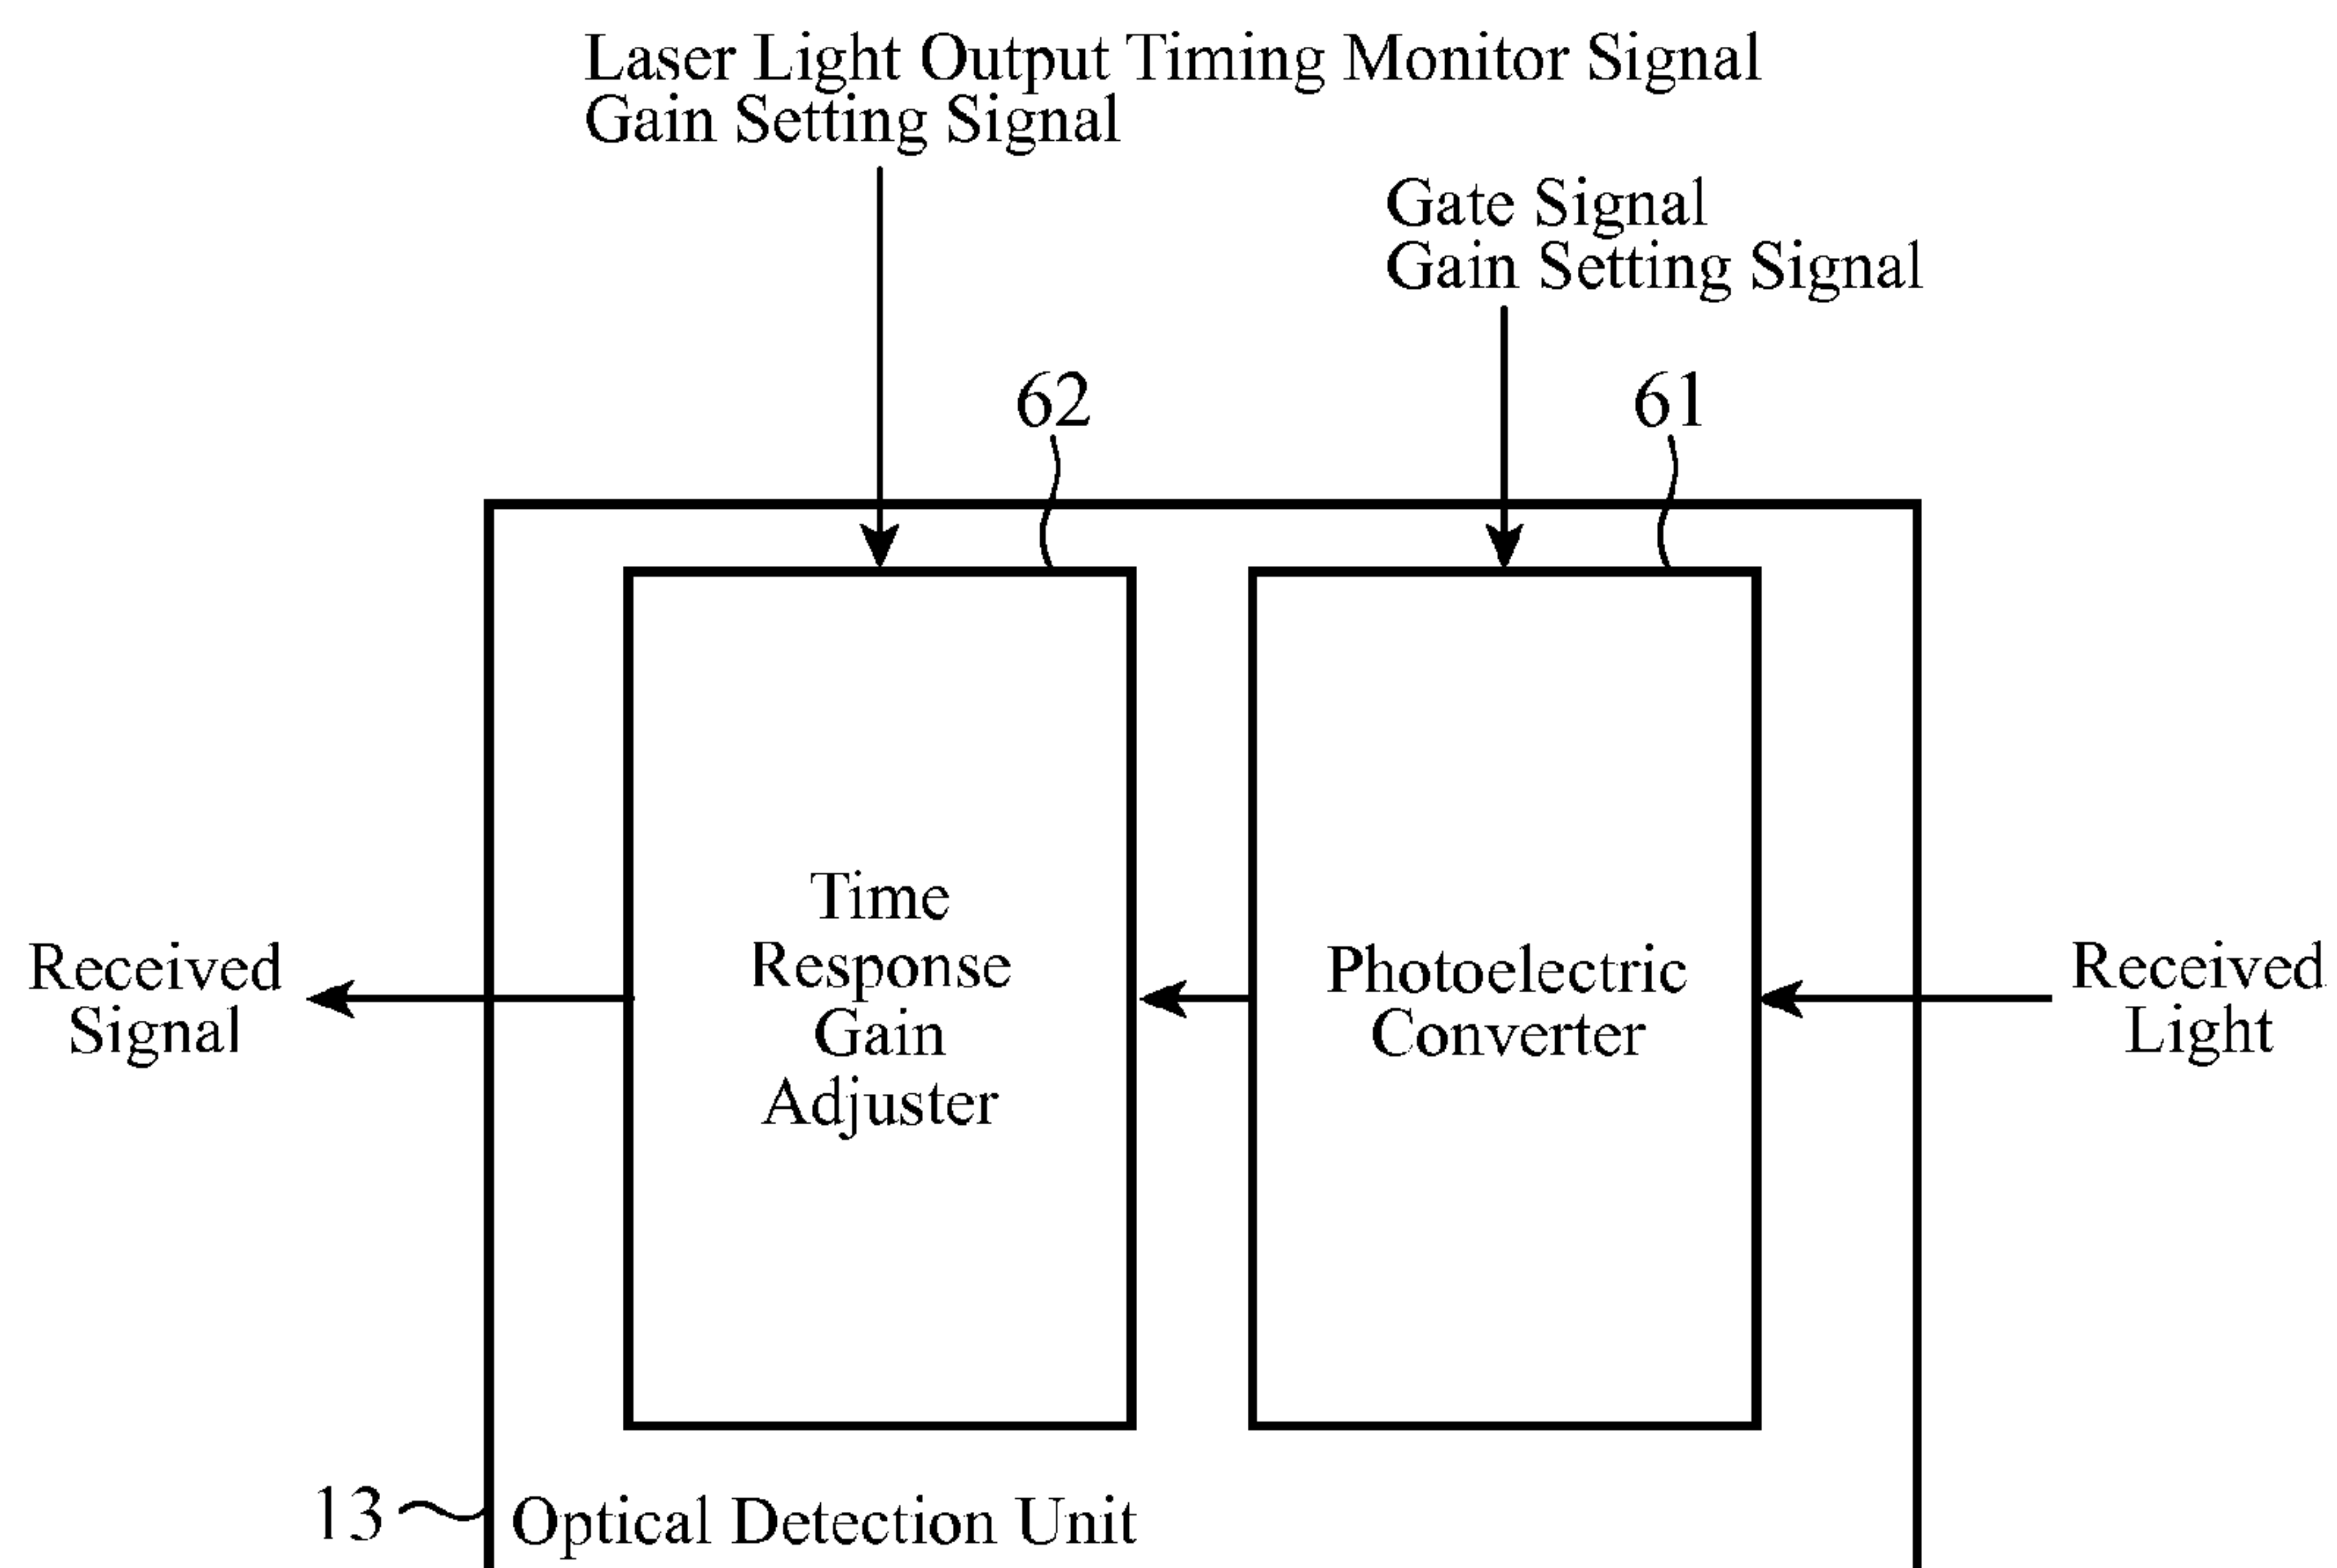 Laser Light Output Timing Monitor Signal
Gain Setting Signal
Gate Signal
Gain Setting Signal
62
61
Time
Response
Gain
Adjuster
Photoelectric
Converter
Received
Signal
Received
Light
13
Optical Detection Unit